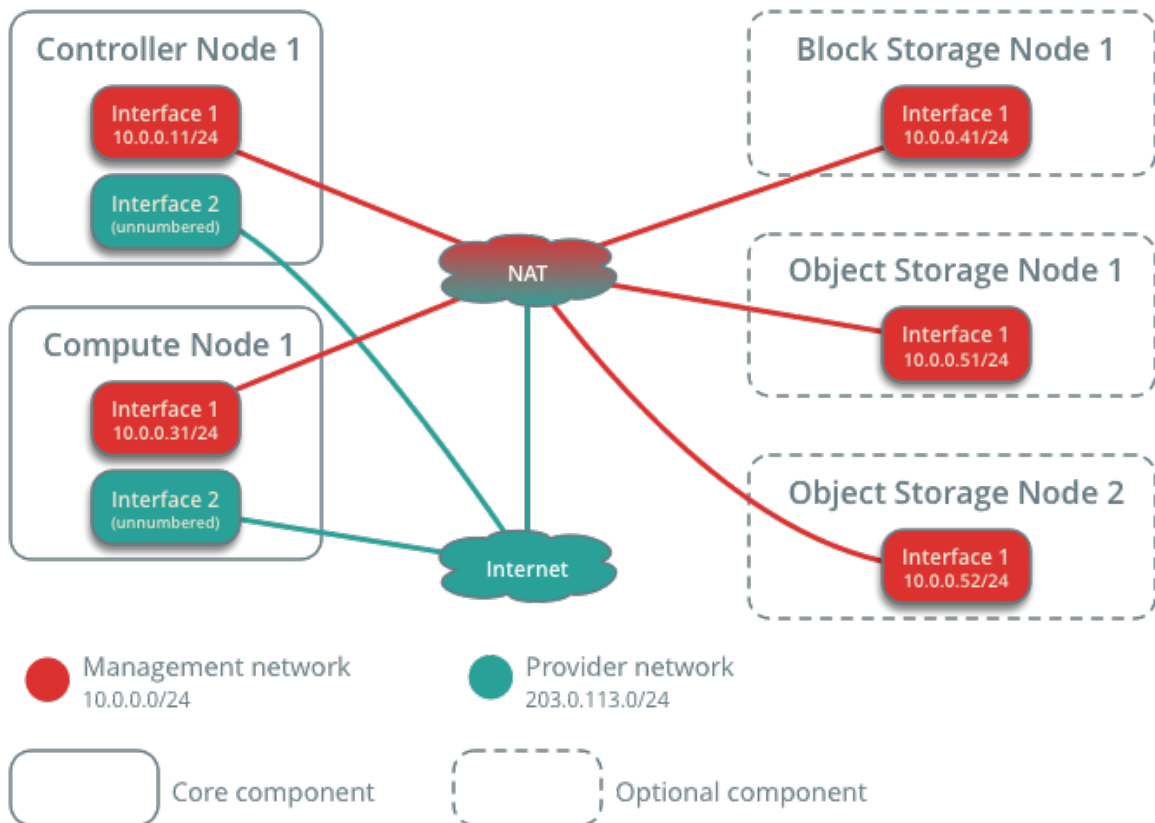 Controller Node 1
Interface 1
10.0.0.11/24
Interface 2
(unnumbered)
Compute Node 1
Interface 1
10.0.0.31/24
Interface 2
(unnumbered)
NAT
Internet
Block Storage Node 1
Interface 1
10.0.0.41/24
Object Storage Node 1
Interface 1
10.0.0.51/24
Object Storage Node 2
Interface 1
10.0.0.52/24
Management network
10.0.0.0/24
Provider network
203.0.113.0/24
Core component
Optional component